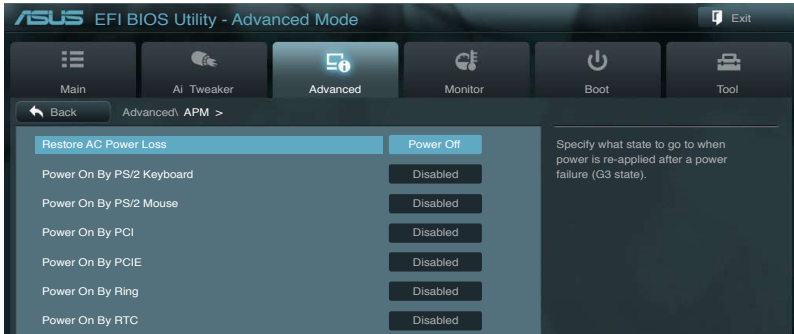 ASUS EFI BIOS Utility - Advanced Mode
Exit
Main
Ai Tweaker
Advanced
Monitor
Boot
Tool
Back
Advanced\ APM >
Restore AC Power Loss Power Off
Power On By PS/2 Keyboard Disabled
Power On By PS/2 Mouse Disabled
Power On By PCI Disabled
Power On By PCIE Disabled
Power On By Ring Disabled
Power On By RTC Disabled
Specify what state to go to when
power is re-applied after a power
failure (G3 state).